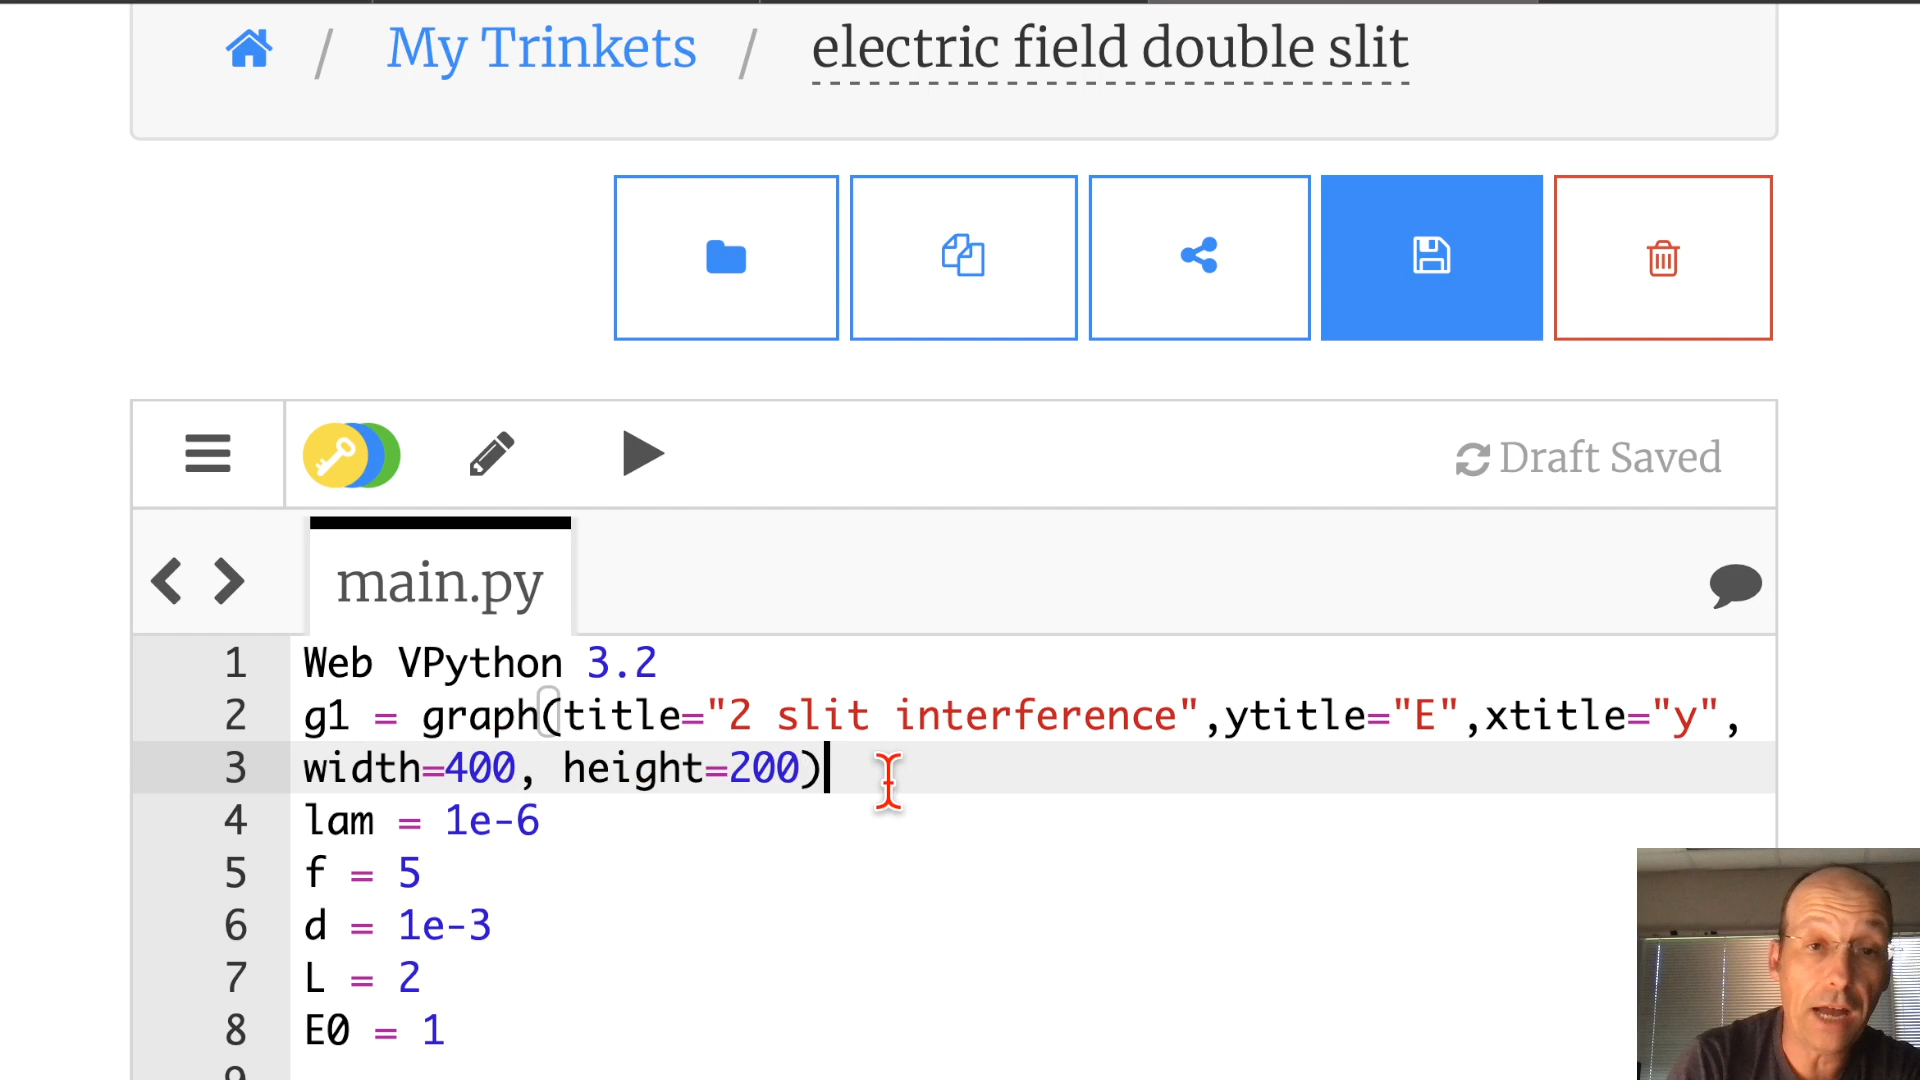 / My Trinkets / electric field double slit
Draft Saved
main.py
1 Web VPython 3.2
2 g1 = graph(title="2 slit interference",ytitle="E",xtitle="y",
3 width=400, height=200)
4 lam = 1e-6
5 f = 5
6 d = 1e-3
7 L = 2
8 E0 = 1
9